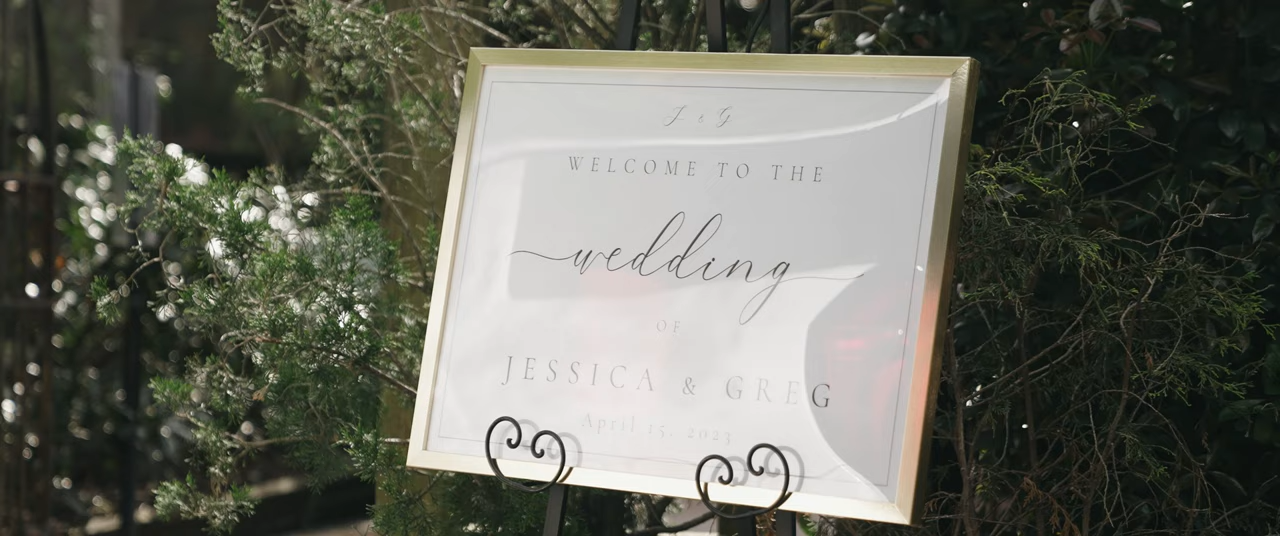 J & G
WELCOME TO THE
wedding
OF
JESSICA & GREG
April 15, 2023